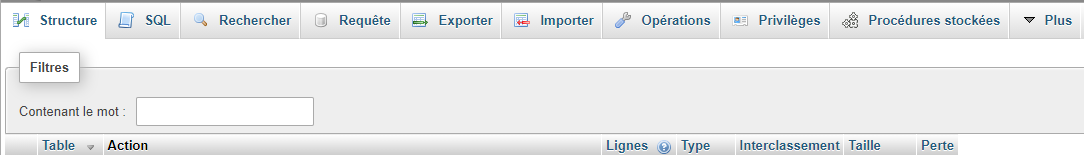 Structure SQL Rechercher Requête Exporter Importer Opérations Privilèges Procédures stockées Plus
Filtres
Contenant le mot :
Table Action Lignes Type Interclassement Taille Perte